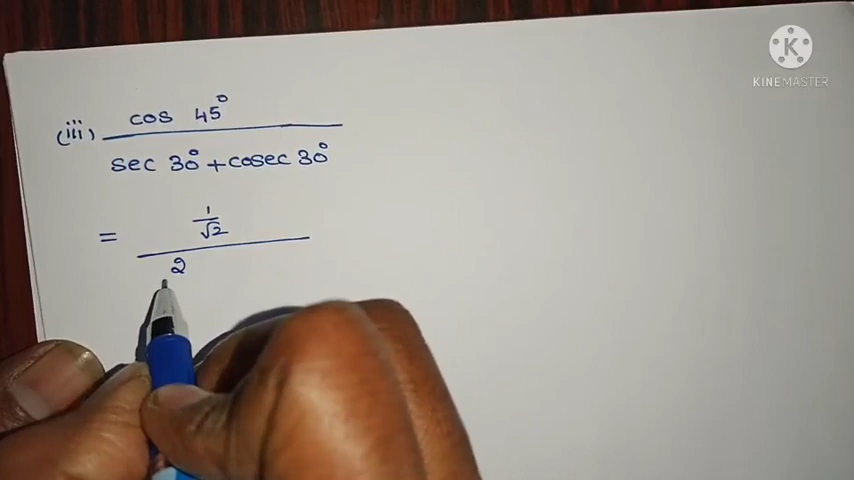 (iii) cos 45°
sec 30° + cosec 30°
= 1
√2
2
K
KINEMASTER